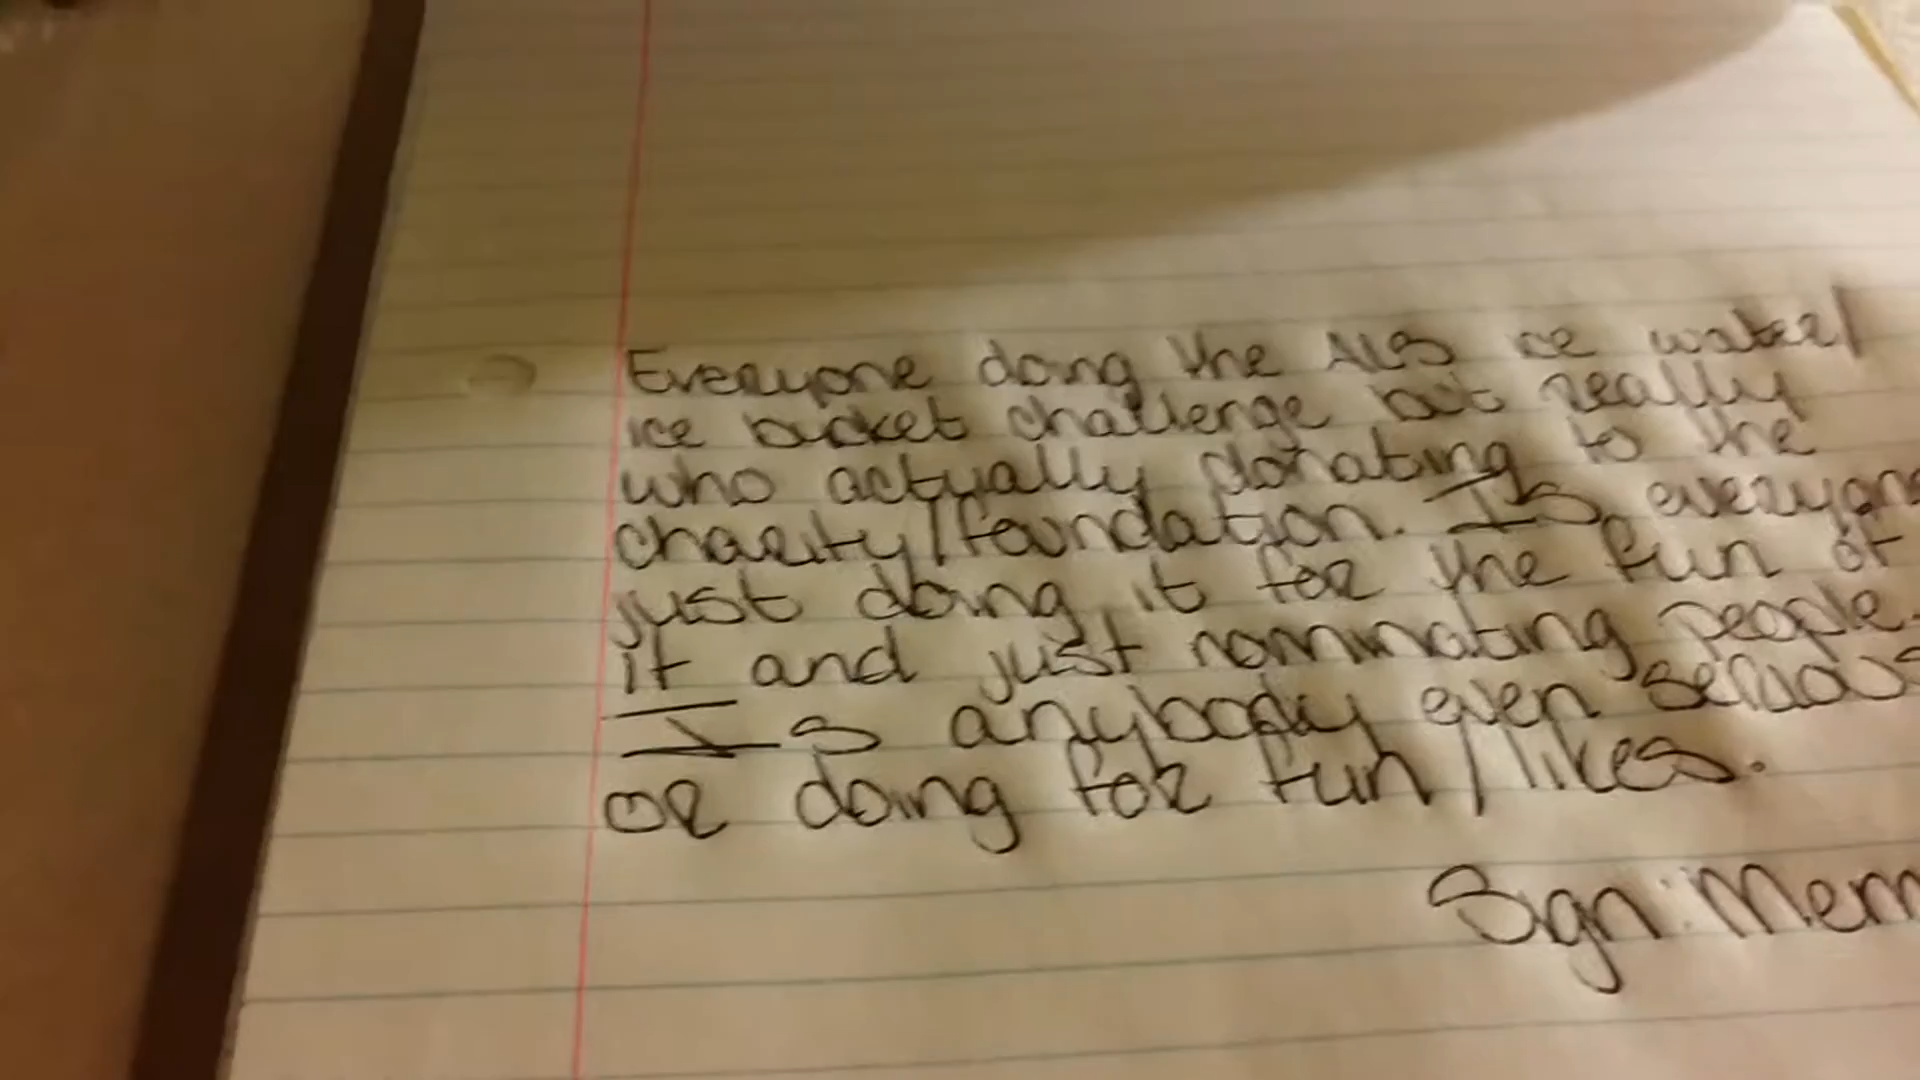 Everyone doing the ALS ice water/
ice bucket challenge but really
who actually donating to the
charity/foundation. Is everyone
just doing it for the fun of
it and just nominating people.
Is anybody even serious
or doing for fun/likes.
Sign: Mem